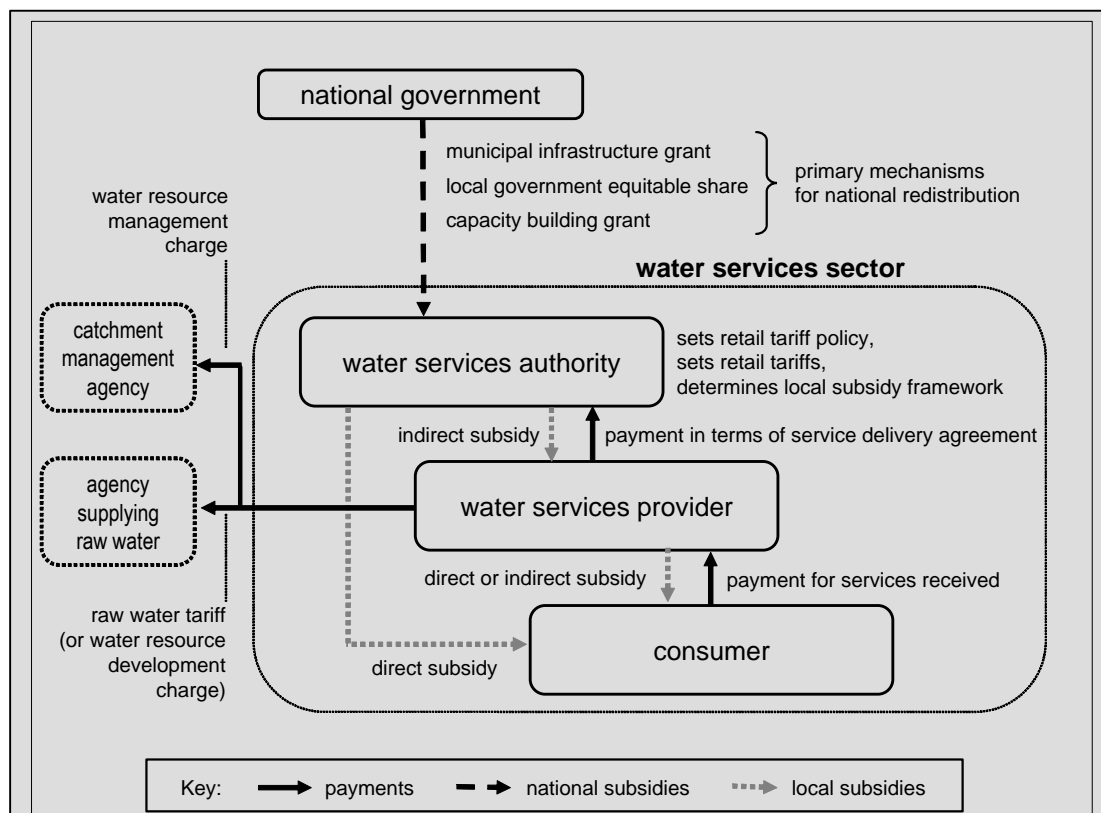 national government
municipal infrastructure grant
local government equitable share
capacity building grant
primary mechanisms
for national redistribution
water resource
management
charge
water services sector
catchment
management
agency
water services authority
sets retail tariff policy,
sets retail tariffs,
determines local subsidy framework
indirect subsidy
payment in terms of service delivery agreement
agency
supplying
raw water
water services provider
direct or indirect subsidy
payment for services received
raw water tariff
(or water resource
development
charge)
consumer
direct subsidy
Key:
payments
national subsidies
local subsidies